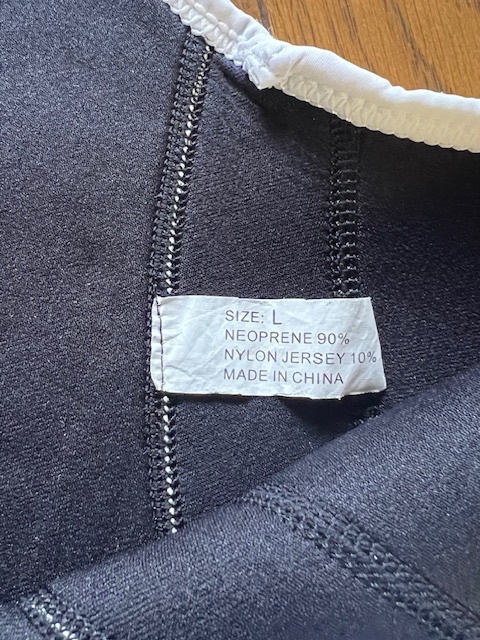 SIZE: L
NEOPRENE 90%
NYLON JERSEY 10%
MADE IN CHINA